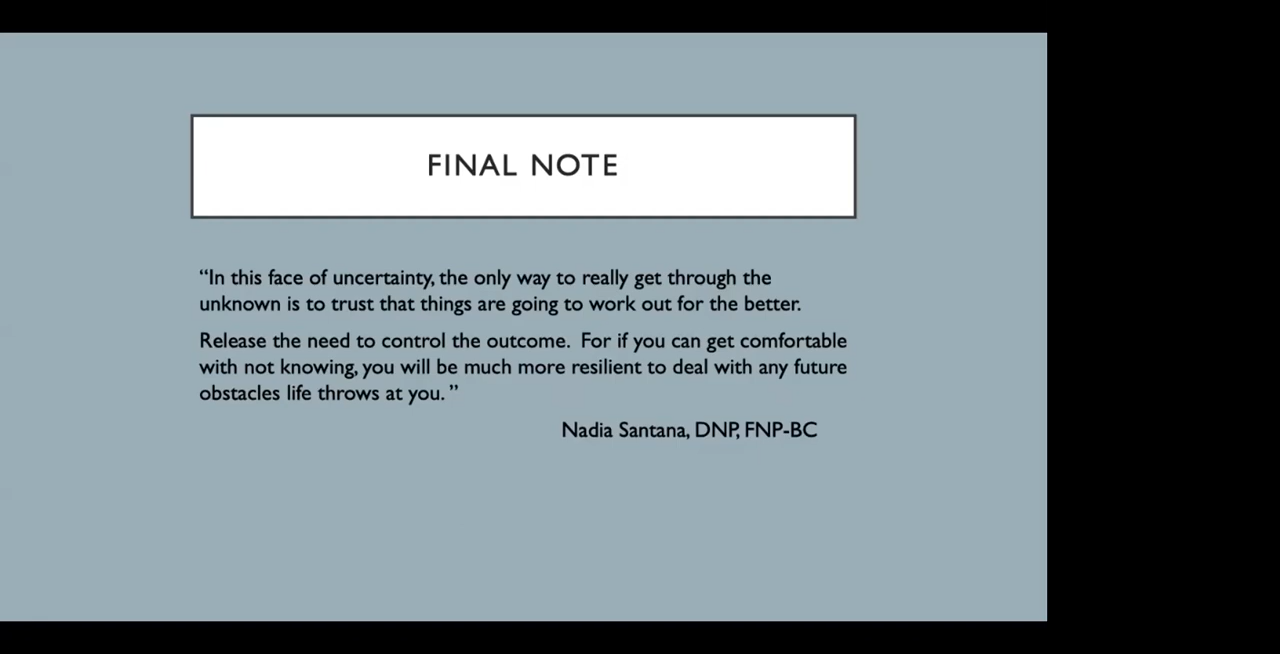 FINAL NOTE
“In this face of uncertainty, the only way to really get through the
unknown is to trust that things are going to work out for the better.
Release the need to control the outcome.  For if you can get comfortable
with not knowing, you will be much more resilient to deal with any future
obstacles life throws at you. ”
Nadia Santana, DNP, FNP-BC